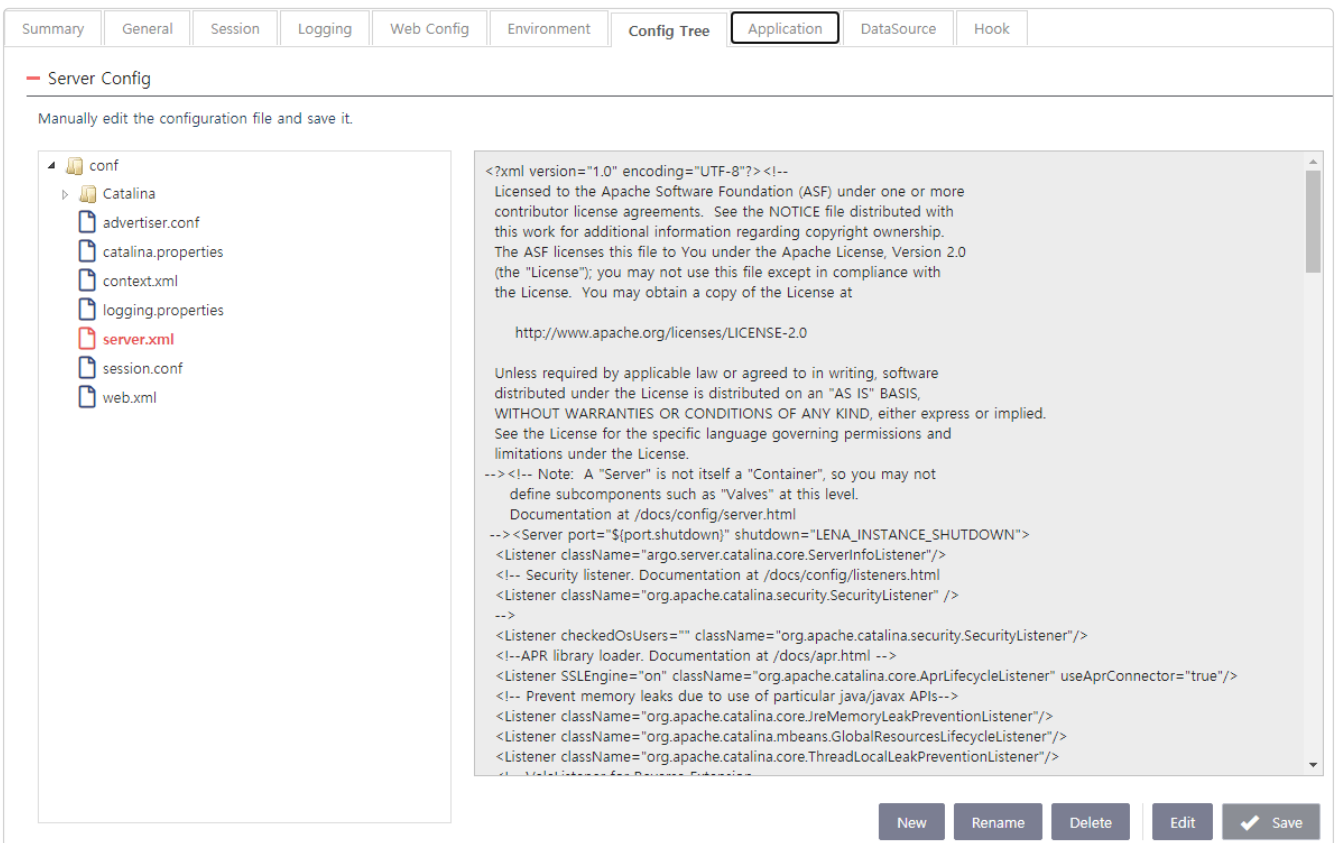 Summary General Session Logging Web Config Environment Config Tree Application DataSource Hook
Server Config
Manually edit the configuration file and save it.
conf
Catalina
advertiser.conf
catalina.properties
context.xml
logging.properties
server.xml
session.conf
web.xml
<?xml version="1.0" encoding="UTF-8"?><!--
Licensed to the Apache Software Foundation (ASF) under one or more
contributor license agreements.  See the NOTICE file distributed with
this work for additional information regarding copyright ownership.
The ASF licenses this file to You under the Apache License, Version 2.0
(the "License"); you may not use this file except in compliance with
the License.  You may obtain a copy of the License at
http://www.apache.org/licenses/LICENSE-2.0
Unless required by applicable law or agreed to in writing, software
distributed under the License is distributed on an "AS IS" BASIS,
WITHOUT WARRANTIES OR CONDITIONS OF ANY KIND, either express or implied.
See the License for the specific language governing permissions and
limitations under the License.
--><!-- Note:  A "Server" is not itself a "Container", so you may not
define subcomponents such as "Valves" at this level.
Documentation at /docs/config/server.html
--><Server port="${port.shutdown}" shutdown="LENA_INSTANCE_SHUTDOWN">
<Listener className="argo.server.catalina.core.ServerInfoListener"/>
<!-- Security listener. Documentation at /docs/config/listeners.html
<Listener className="org.apache.catalina.security.SecurityListener" />
-->
<Listener checkedOsUsers="" className="org.apache.catalina.security.SecurityListener"/>
<!--APR library loader. Documentation at /docs/apr.html -->
<Listener SSLEngine="on" className="org.apache.catalina.core.AprLifecycleListener" useAprConnector="true"/>
<!-- Prevent memory leaks due to use of particular java/javax APIs-->
<Listener className="org.apache.catalina.core.JreMemoryLeakPreventionListener"/>
<Listener className="org.apache.catalina.mbeans.GlobalResourcesLifecycleListener"/>
<Listener className="org.apache.catalina.core.ThreadLocalLeakPreventionListener"/>
New Rename Delete Edit Save